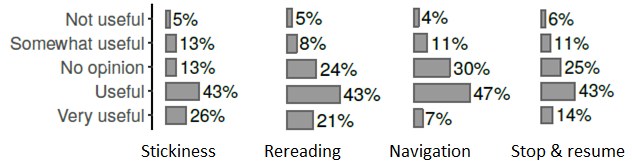 Not useful 5% 5% 4% 6%
Somewhat useful 13% 8% 11% 11%
No opinion 13% 24% 30% 25%
Useful 43% 43% 47% 43%
Very useful 26% 21% 7% 14%
Stickiness Rereading Navigation Stop & resume